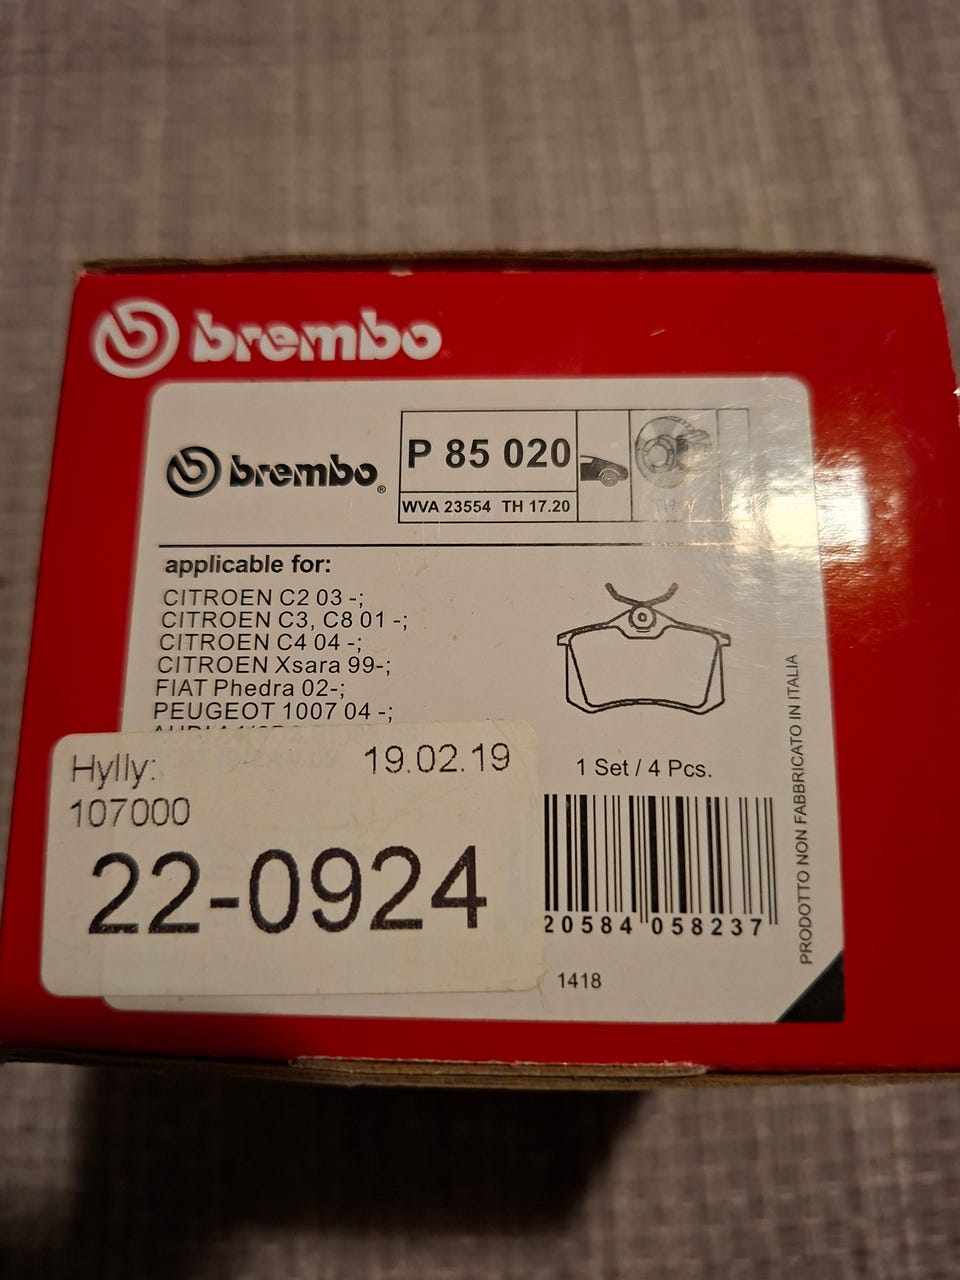 brembo
brembo®
P 85 020
WVA 23554 TH 17.20
applicable for:
CITROEN C2 03 -;
CITROEN C3, C8 01 -;
CITROEN C4 04 -;
CITROEN Xsara 99-;
FIAT Phedra 02-;
PEUGEOT 1007 04 -;
Hylly:
19.02.19
107000
22-0924
1 Set / 4 Pcs.
20584 058237
1418
PRODOTTO NON FABBRICATO IN ITALIA